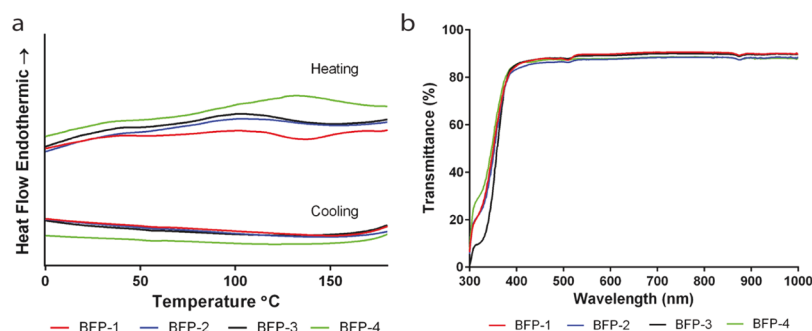 a
Heat Flow Endothermic →
Heating
Cooling
0 50 100 150
Temperature °C
BFP-1 BFP-2 BFP-3 BFP-4
b
Transmittance (%)
100
80
60
40
20
0
300 400 500 600 700 800 900 1000
Wavelength (nm)
BFP-1 BFP-2 BFP-3 BFP-4